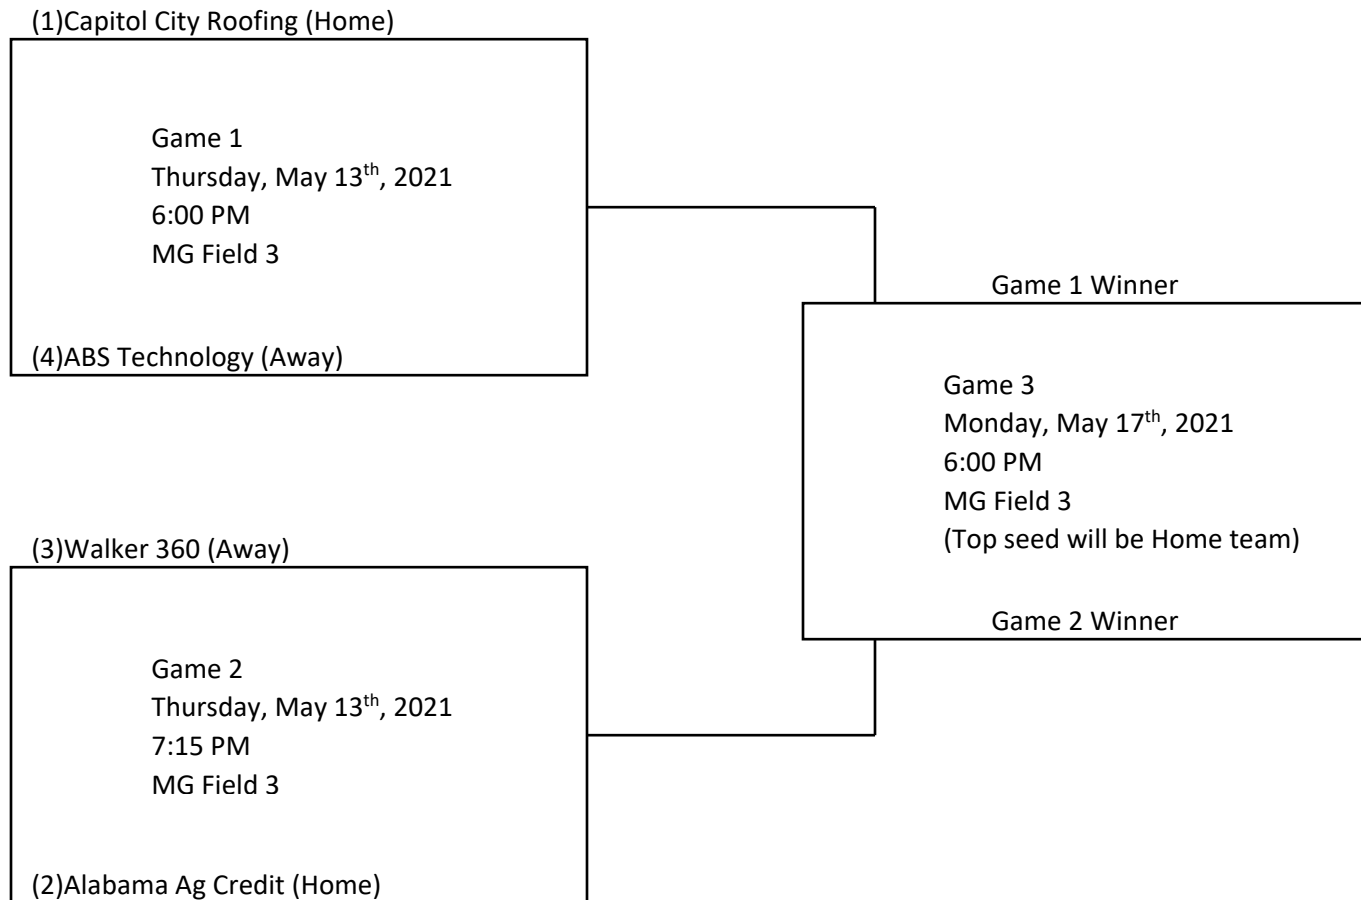 (1)Capitol City Roofing (Home)
Game 1
Thursday, May 13th, 2021
6:00 PM
MG Field 3
(4)ABS Technology (Away)
(3)Walker 360 (Away)
Game 2
Thursday, May 13th, 2021
7:15 PM
MG Field 3
(2)Alabama Ag Credit (Home)
Game 1 Winner
Game 3
Monday, May 17th, 2021
6:00 PM
MG Field 3
(Top seed will be Home team)
Game 2 Winner